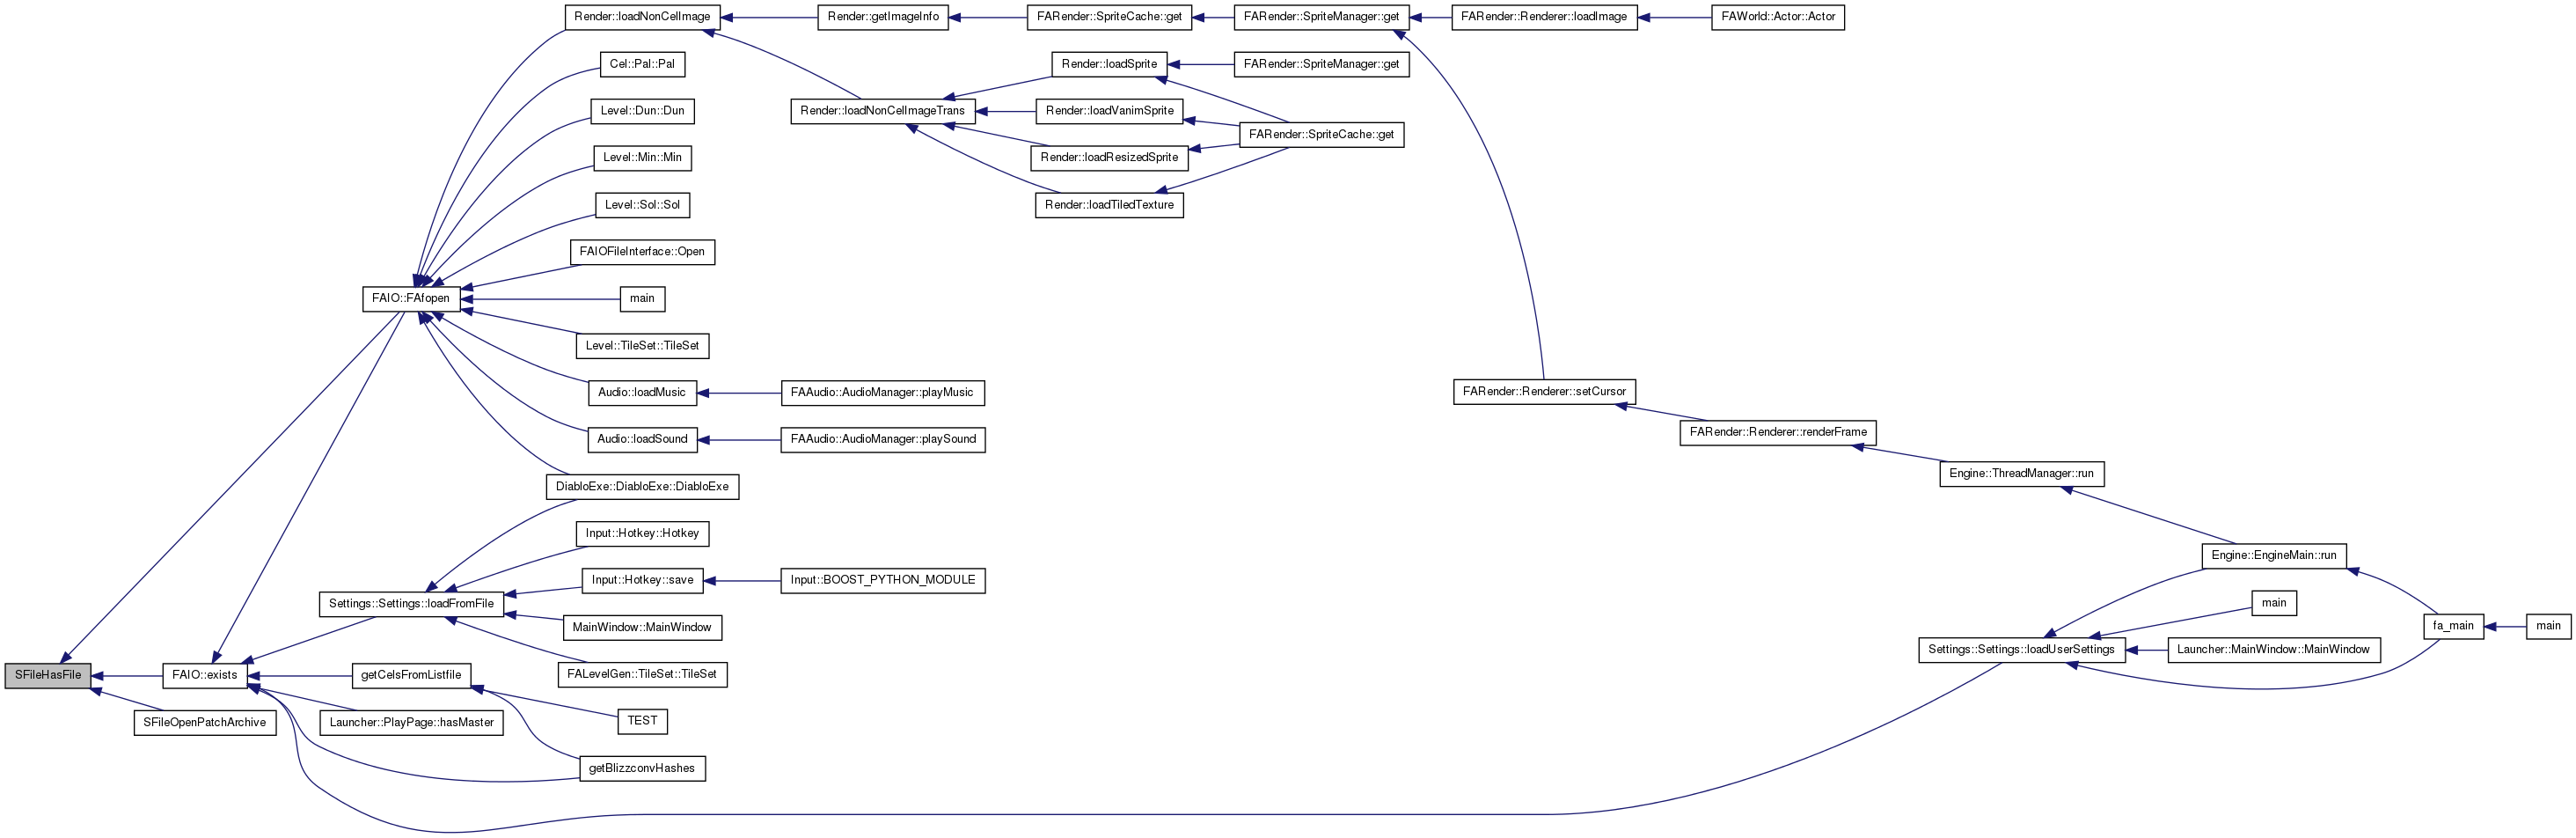 Render::loadNonCelImage
Render::getImageInfo
FARender::SpriteCache::get
FARender::SpriteManager::get
FARender::Renderer::loadImage
FAWorld::Actor::Actor
Cel::Pal::Pal
Render::loadSprite
FARender::SpriteManager::get
Level::Dun::Dun
Render::loadNonCelImageTrans
Render::loadVanimSprite
FARender::SpriteCache::get
Level::Min::Min
Render::loadResizedSprite
Level::Sol::Sol
Render::loadTiledTexture
FAIOFileInterface::Open
FAIO::FAfopen
main
Level::TileSet::TileSet
Audio::loadMusic
FAAudio::AudioManager::playMusic
FARender::Renderer::setCursor
Audio::loadSound
FAAudio::AudioManager::playSound
FARender::Renderer::renderFrame
Engine::ThreadManager::run
DiabloExe::DiabloExe::DiabloExe
Input::Hotkey::Hotkey
Engine::EngineMain::run
Input::Hotkey::save
Input::BOOST_PYTHON_MODULE
Settings::Settings::loadFromFile
main
MainWindow::MainWindow
fa_main
main
Settings::Settings::loadUserSettings
Launcher::MainWindow::MainWindow
SFileHasFile
FAIO::exists
getCelsFromListfile
FALevelGen::TileSet::TileSet
SFileOpenPatchArchive
Launcher::PlayPage::hasMaster
TEST
getBlizzconvHashes